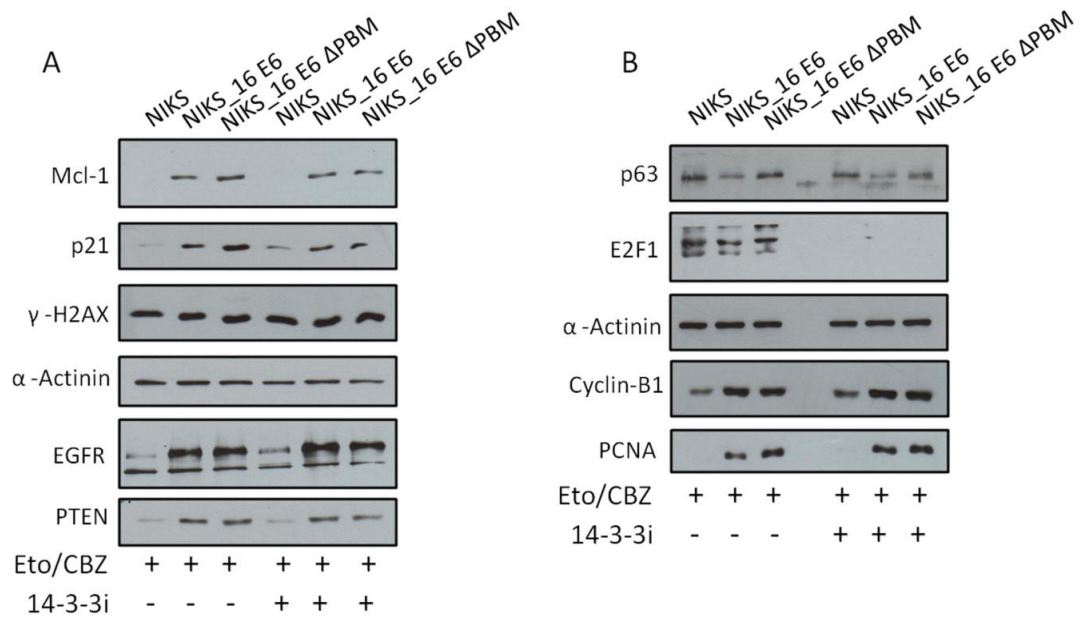 A
NIKS
NIKS_16 E6
NIKS_16 E6 ΔPBM
NIKS
NIKS_16 E6
NIKS_16 E6 ΔPBM
Mcl-1
p21
γ -H2AX
α -Actinin
EGFR
PTEN
Eto/CBZ + + + + + +
14-3-3i - - - + + +
B
NIKS
NIKS_16 E6
NIKS_16 E6 ΔPBM
NIKS
NIKS_16 E6
NIKS_16 E6 ΔPBM
p63
E2F1
α -Actinin
Cyclin-B1
PCNA
Eto/CBZ + + + + + +
14-3-3i - - - + + +